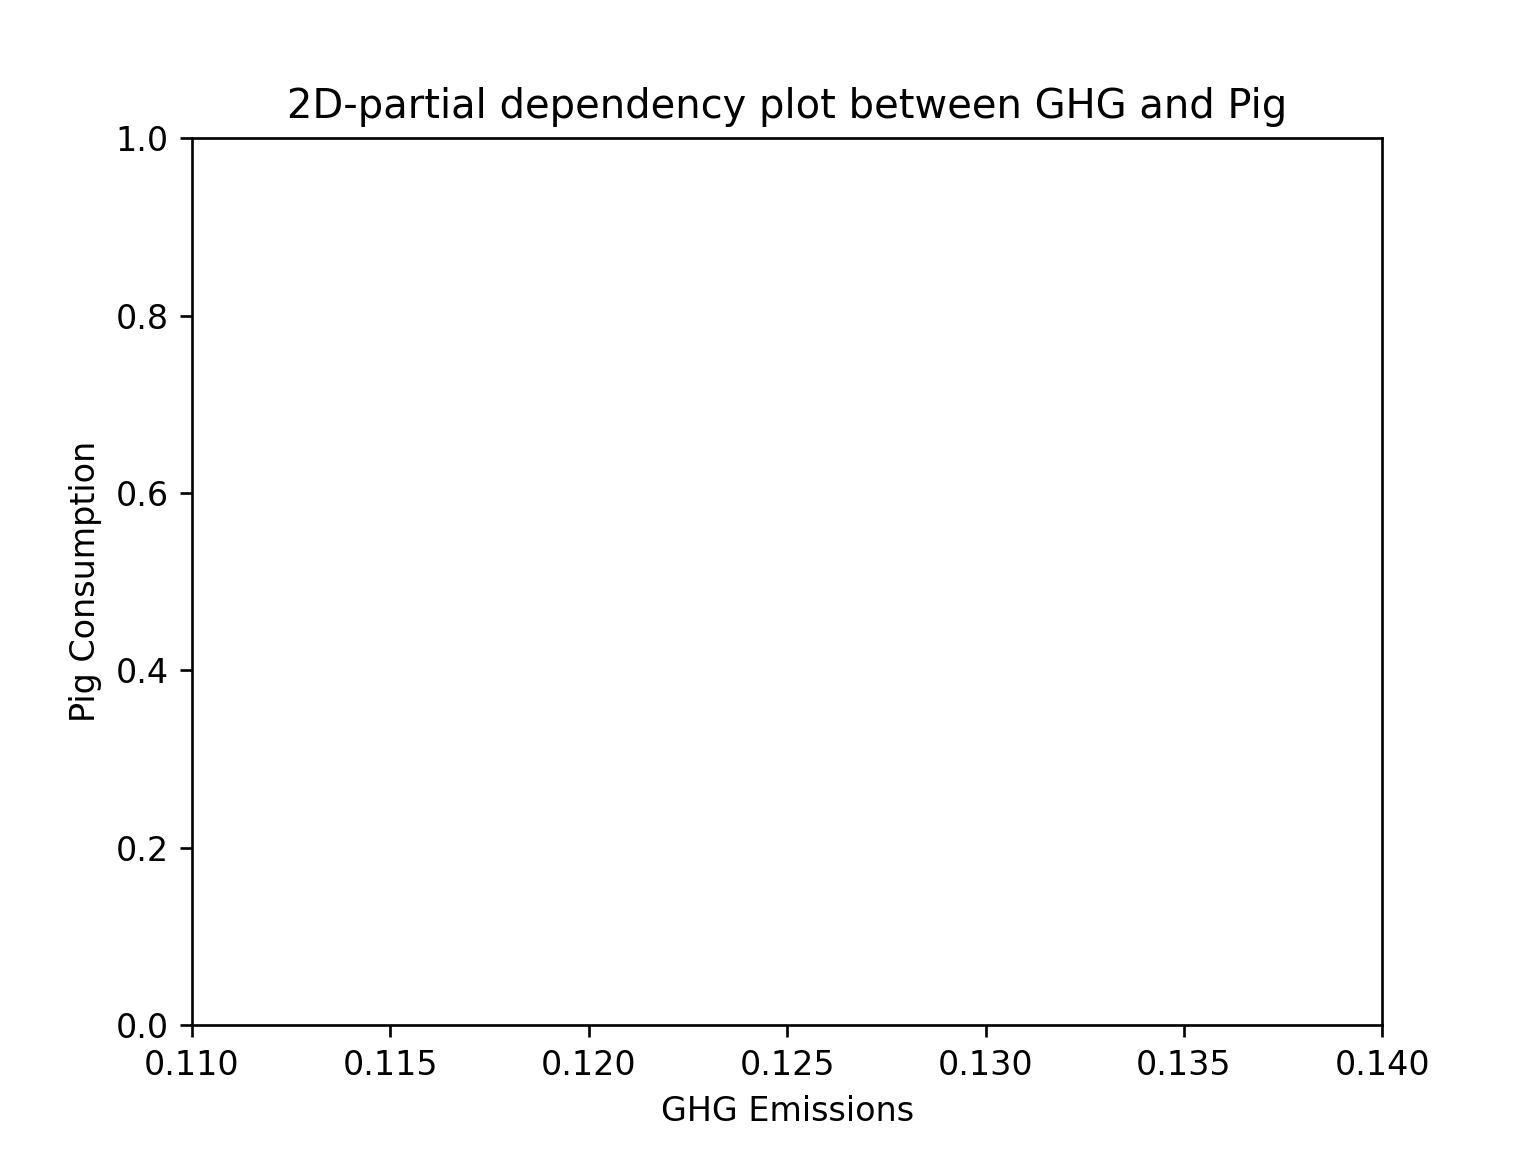 2D-partial dependency plot between GHG and Pig
1.0
0.8
0.6
0.4
0.2
0.0
Pig Consumption
0.110 0.115 0.120 0.125 0.130 0.135 0.140
GHG Emissions